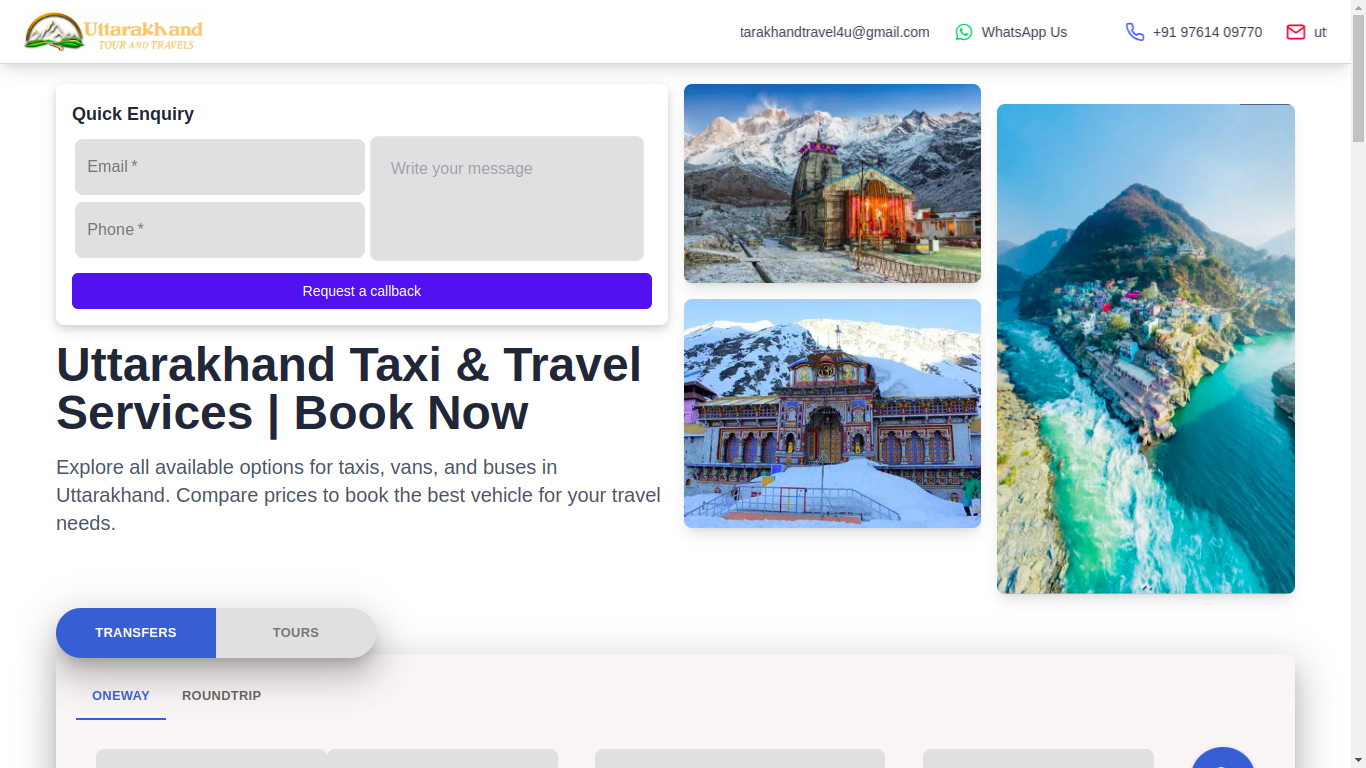 Uttarakhand
TOUR AND TRAVELS
tarakhandtravel4u@gmail.com
WhatsApp Us
+91 97614 09770
ut
Quick Enquiry
Email *
Write your message
Phone *
Request a callback
Uttarakhand Taxi & Travel
Services | Book Now
Explore all available options for taxis, vans, and buses in
Uttarakhand. Compare prices to book the best vehicle for your travel
needs.
TRANSFERS
TOURS
ONEWAY
ROUNDTRIP